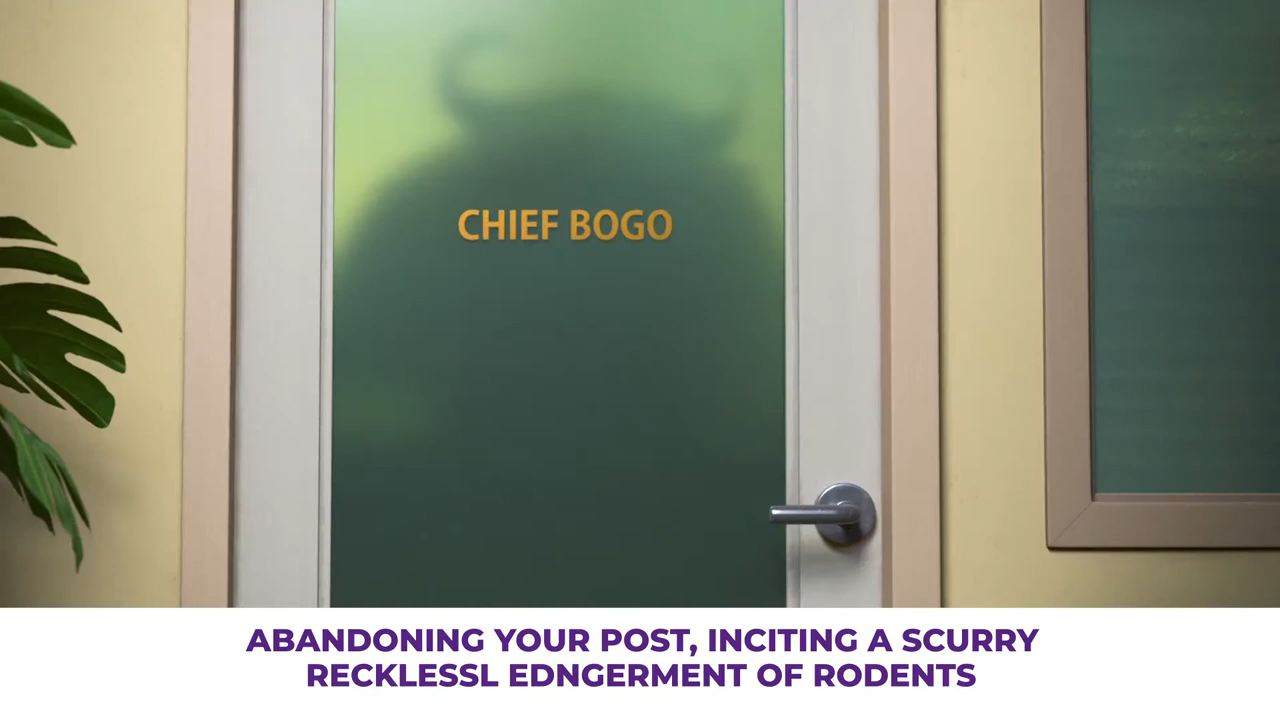 CHIEF BOGO
ABANDONING YOUR POST, INCITING A SCURRY
RECKLESSL EDNGERMENT OF RODENTS